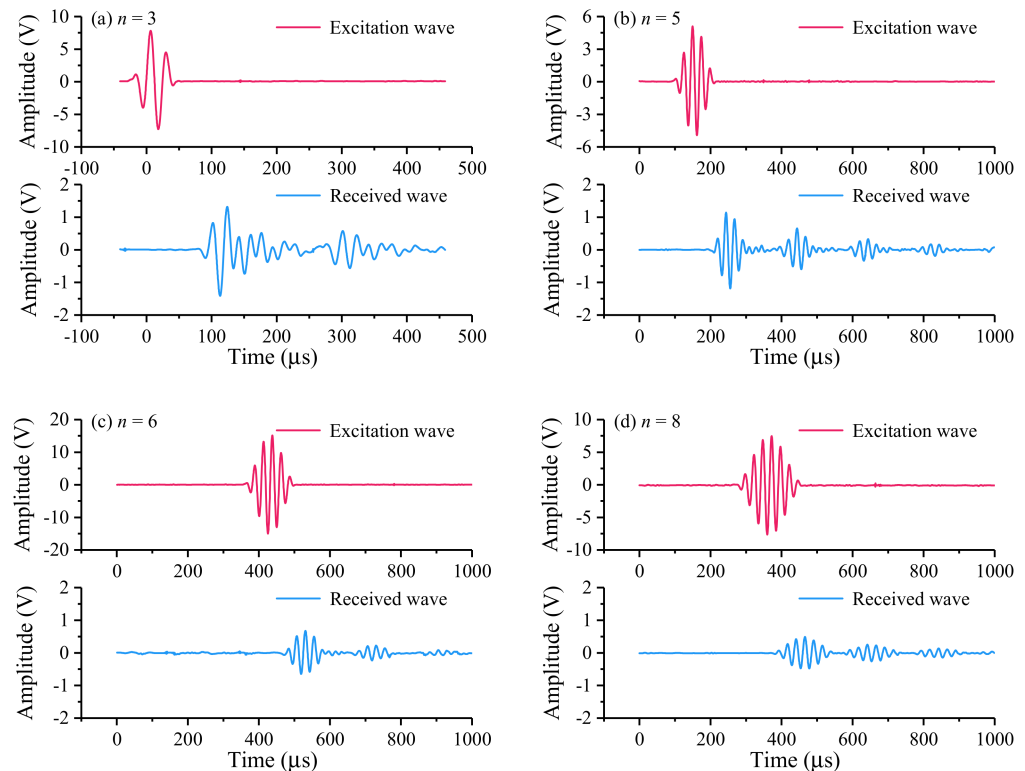 (a) n = 3
Excitation wave
Amplitude (V)
10
5
0
-5
-10
-100 0 100 200 300 400 500
Received wave
Amplitude (V)
2
1
0
-1
-2
-100 0 100 200 300 400 500
Time (μs)
(b) n = 5
Excitation wave
Amplitude (V)
6
3
0
-3
-6
0 200 400 600 800 1000
Received wave
Amplitude (V)
2
1
0
-1
-2
0 200 400 600 800 1000
Time (μs)
(c) n = 6
Excitation wave
Amplitude (V)
20
10
0
-10
-20
0 200 400 600 800 1000
Received wave
Amplitude (V)
2
1
0
-1
-2
0 200 400 600 800 1000
Time (μs)
(d) n = 8
Excitation wave
Amplitude (V)
10
5
0
-5
-10
0 200 400 600 800 1000
Received wave
Amplitude (V)
2
1
0
-1
-2
0 200 400 600 800 1000
Time (μs)